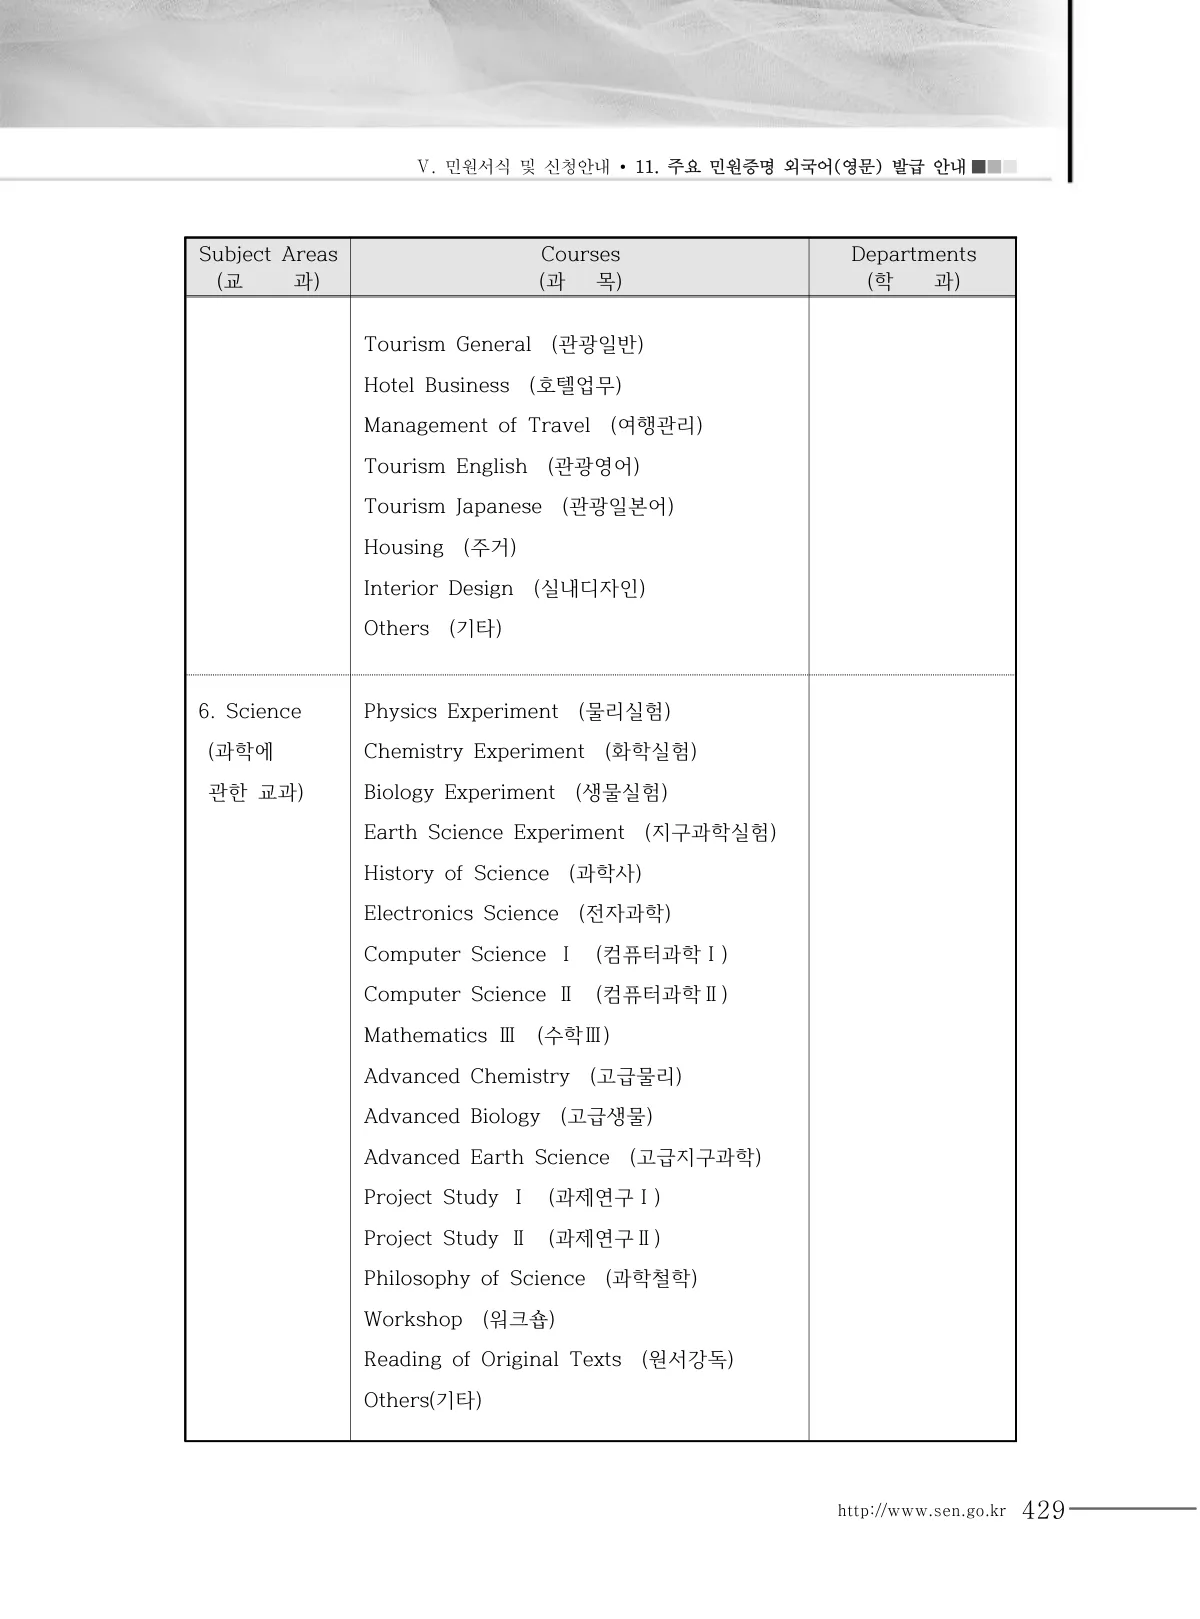 Ⅴ. 민원서식 및 신청안내 • 11. 주요 민원증명 외국어(영문) 발급 안내
Subject Areas
(교 과)
Courses
(과 목)
Departments
(학 과)
Tourism General (관광일반)
Hotel Business (호텔업무)
Management of Travel (여행관리)
Tourism English (관광영어)
Tourism Japanese (관광일본어)
Housing (주거)
Interior Design (실내디자인)
Others (기타)
6. Science
(과학에
관한 교과)
Physics Experiment (물리실험)
Chemistry Experiment (화학실험)
Biology Experiment (생물실험)
Earth Science Experiment (지구과학실험)
History of Science (과학사)
Electronics Science (전자과학)
Computer Science Ⅰ (컴퓨터과학Ⅰ)
Computer Science Ⅱ (컴퓨터과학Ⅱ)
Mathematics Ⅲ (수학Ⅲ)
Advanced Chemistry (고급물리)
Advanced Biology (고급생물)
Advanced Earth Science (고급지구과학)
Project Study Ⅰ (과제연구Ⅰ)
Project Study Ⅱ (과제연구Ⅱ)
Philosophy of Science (과학철학)
Workshop (워크숍)
Reading of Original Texts (원서강독)
Others(기타)
http://www.sen.go.kr 429